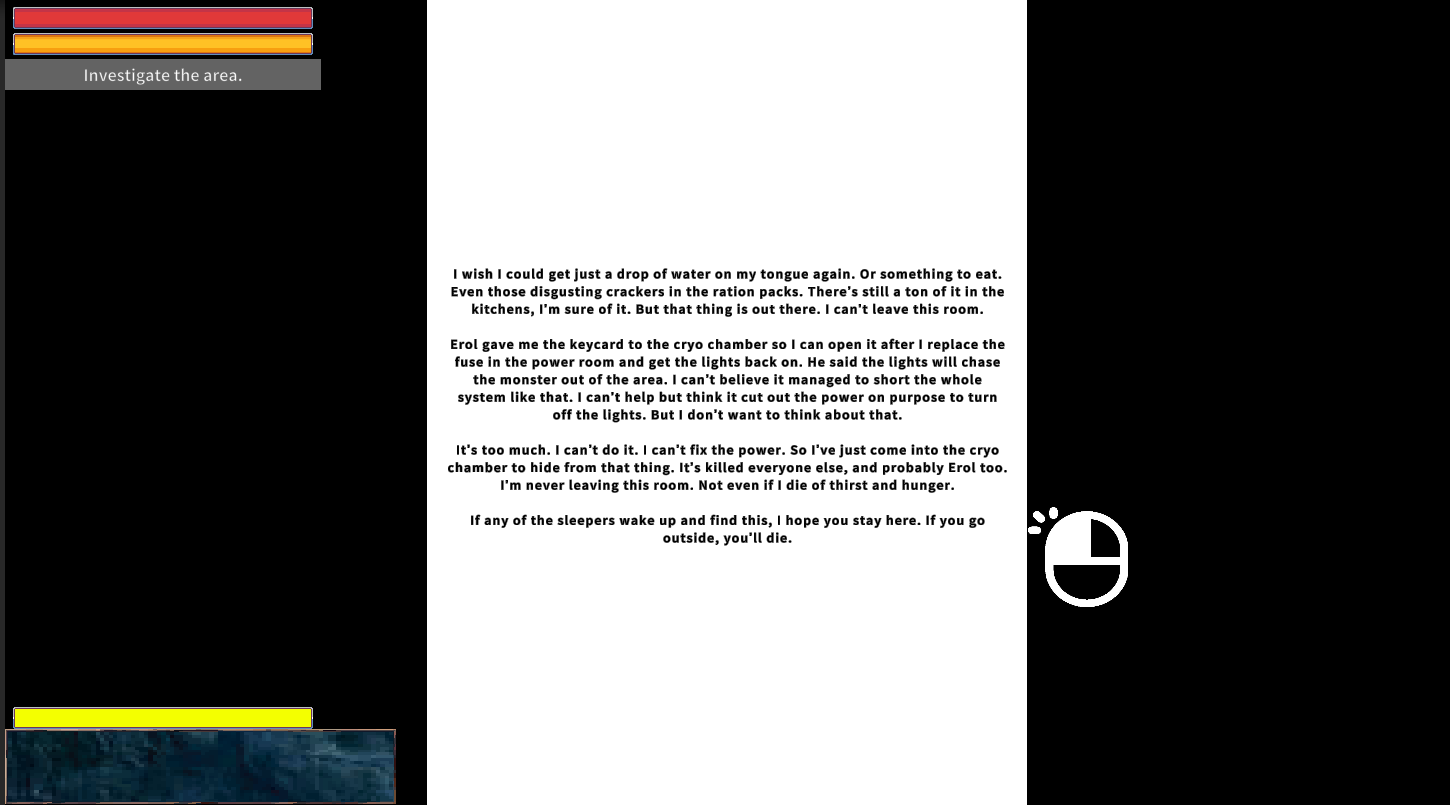 Investigate the area.
I wish I could get just a drop of water on my tongue again. Or something to eat.
Even those disgusting crackers in the ration packs. There's still a ton of it in the
kitchens, I'm sure of it. But that thing is out there. I can't leave this room.
Erol gave me the keycard to the cryo chamber so I can open it after I replace the
fuse in the power room and get the lights back on. He said the lights will chase
the monster out of the area. I can't believe it managed to short the whole
system like that. I can't help but think it cut out the power on purpose to turn
off the lights. But I don't want to think about that.
It's too much. I can't do it. I can't fix the power. So I've just come into the cryo
chamber to hide from that thing. It's killed everyone else, and probably Erol too.
I'm never leaving this room. Not even if I die of thirst and hunger.
If any of the sleepers wake up and find this, I hope you stay here. If you go
outside, you'll die.